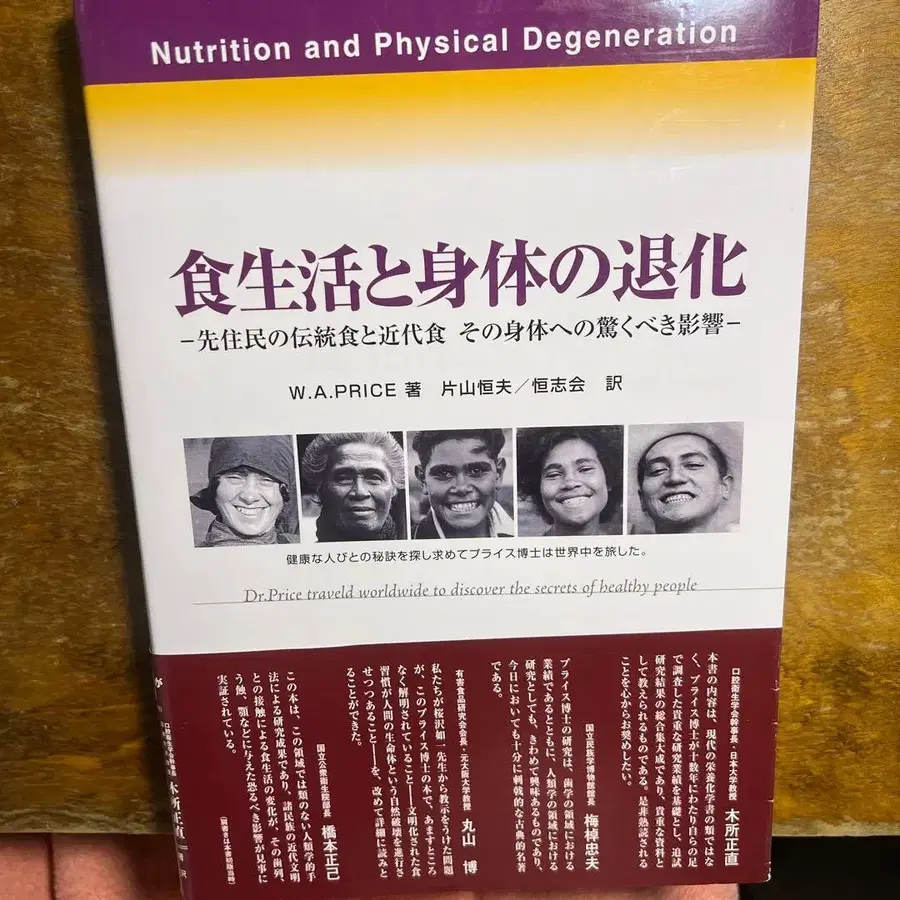 Nutrition and Physical Degeneration
食生活と身体の退化
−先住民の伝統食と近代食 その身体への驚くべき影響−
W.A.PRICE 著 片山恒夫／恒志会 訳
健康な人びとの秘訣を探し求めてプライス博士は世界中を旅した。
Dr.Price traveld worldwide to discover the secrets of healthy people
口腔衛生学会幹事長・日本大学教授 木所正直
本書の内容は、現代の栄養化学書の類ではな
く、プライス博士が十数年にわたり自らの足
で調査した貴重な研究業績を基礎とし、追試
研究結果の総合集大成であり、貴重な資料と
して教えられるものである。是非熟読される
ことを心からお奨めしたい。
国立民族学博物館館長 梅棹忠夫
プライス博士の研究は、歯学の領域における
業績であるとともに、人類学の領域における
研究としても、きわめて興味あるものであり、
今日においても十分に刺戟的な古典的名著
である。
有害食品研究会会長・元大阪大学教授 丸山 博
私たちが桜沢如一先生から教示をうけた問題
が、このプライス博士の本で、あますところ
なく解明されていること――文明化された食
習慣が人間の生命体という自然破壊を進行さ
せつつあること――を、改めて詳細に読みと
ることができた。
国立公衆衛生院部長 橋本正己
この本は、この領域では類のない人類学的手
法による研究成果であり、諸民族の近代文明
との接触による食生活の変化が、その歯列、
う蝕、顎などに与えた恐るべき影響が見事に
実証されている。
（肩書きは本書初版当時）